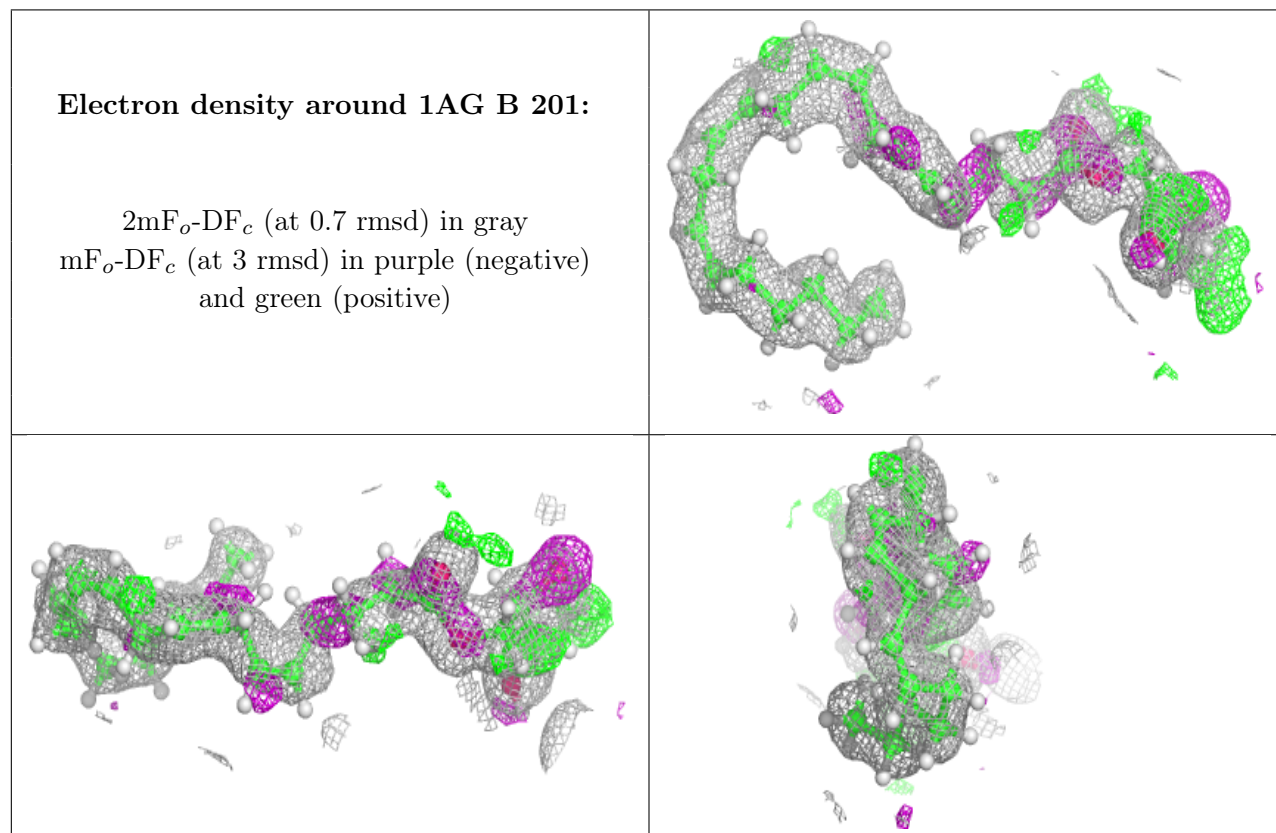 Electron density around 1AG B 201:
2mFo-DFc (at 0.7 rmsd) in gray
mFo-DFc (at 3 rmsd) in purple (negative)
and green (positive)